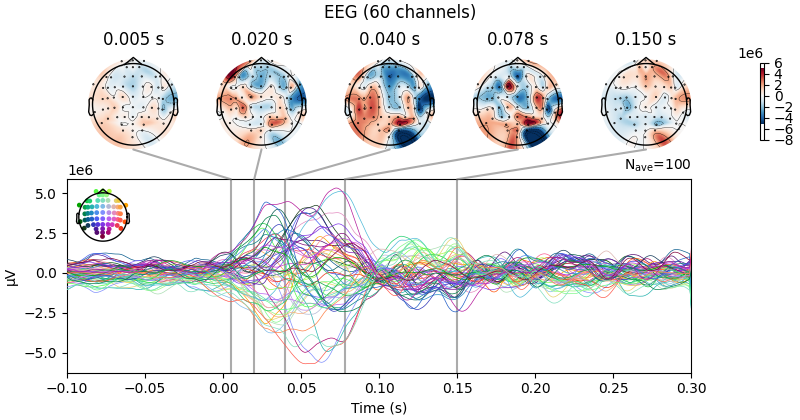 EEG (60 channels)
0.005 s 0.020 s 0.040 s 0.078 s 0.150 s
1e6
6
4
2
0
−2
−4
−6
−8
N_ave=100
1e6
5.0
2.5
0.0
−2.5
−5.0
µV
−0.10 −0.05 0.00 0.05 0.10 0.15 0.20 0.25 0.30
Time (s)